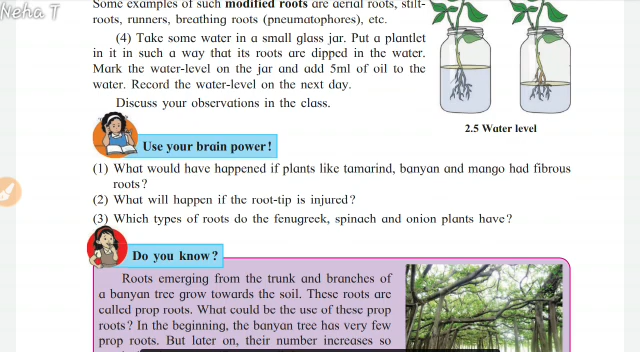 Neha T
Some examples of such modified roots are aerial roots, stilt-
roots, runners, breathing roots (pneumatophores), etc.
(4) Take some water in a small glass jar. Put a plantlet
in it in such a way that its roots are dipped in the water.
Mark the water-level on the jar and add 5ml of oil to the
water. Record the water-level on the next day.
Discuss your observations in the class.
2.5 Water level
Use your brain power!
(1) What would have happened if plants like tamarind, banyan and mango had fibrous
roots?
(2) What will happen if the root-tip is injured?
(3) Which types of roots do the fenugreek, spinach and onion plants have?
Do you know?
Roots emerging from the trunk and branches of
a banyan tree grow towards the soil. These roots are
called prop roots. What could be the use of these prop
roots? In the beginning, the banyan tree has very few
prop roots. But later on, their number increases so